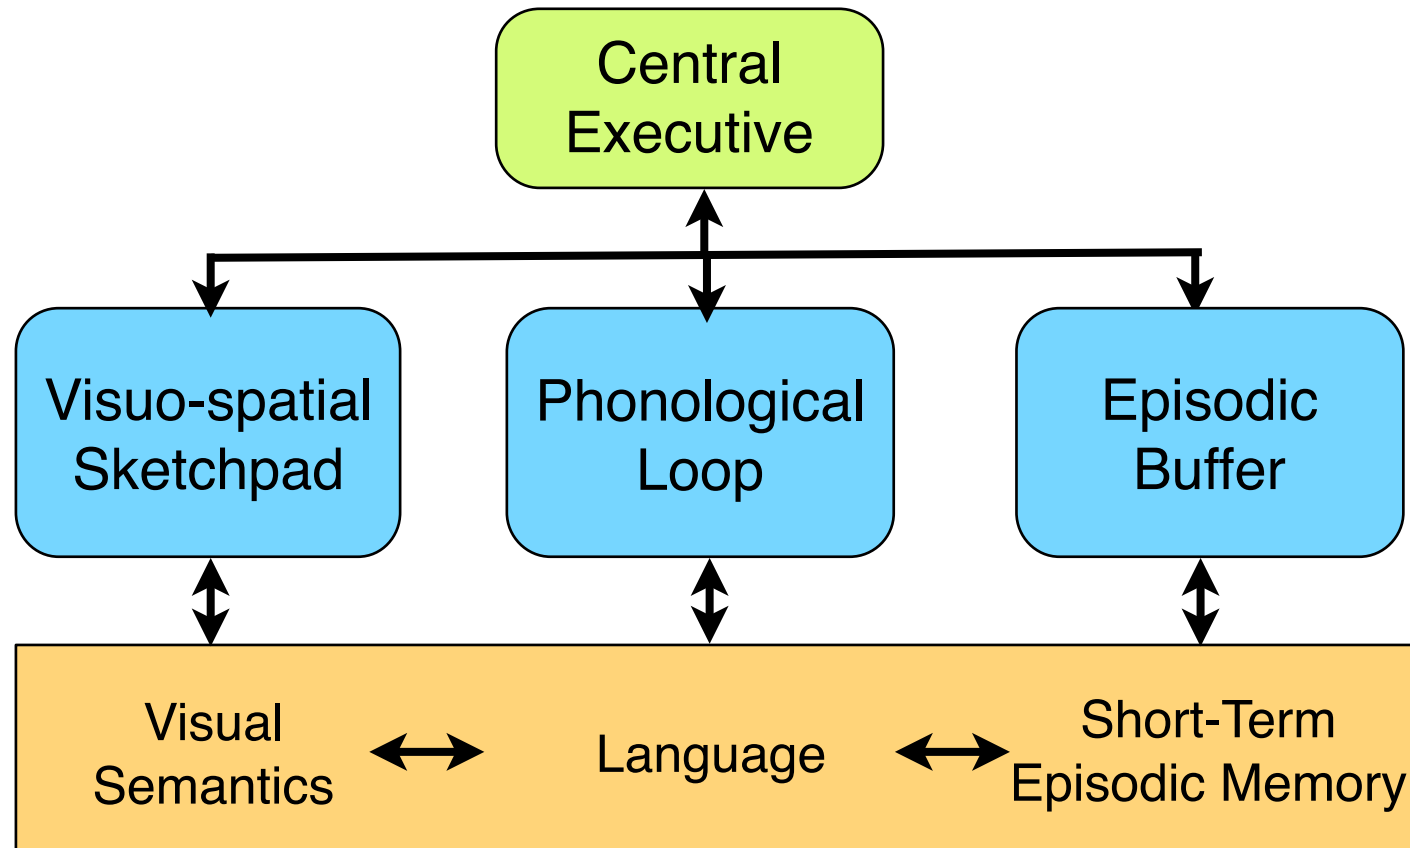 Central
Executive
Visuo-spatial
Sketchpad
Phonological
Loop
Episodic
Buffer
Visual
Semantics
Language
Short-Term
Episodic Memory